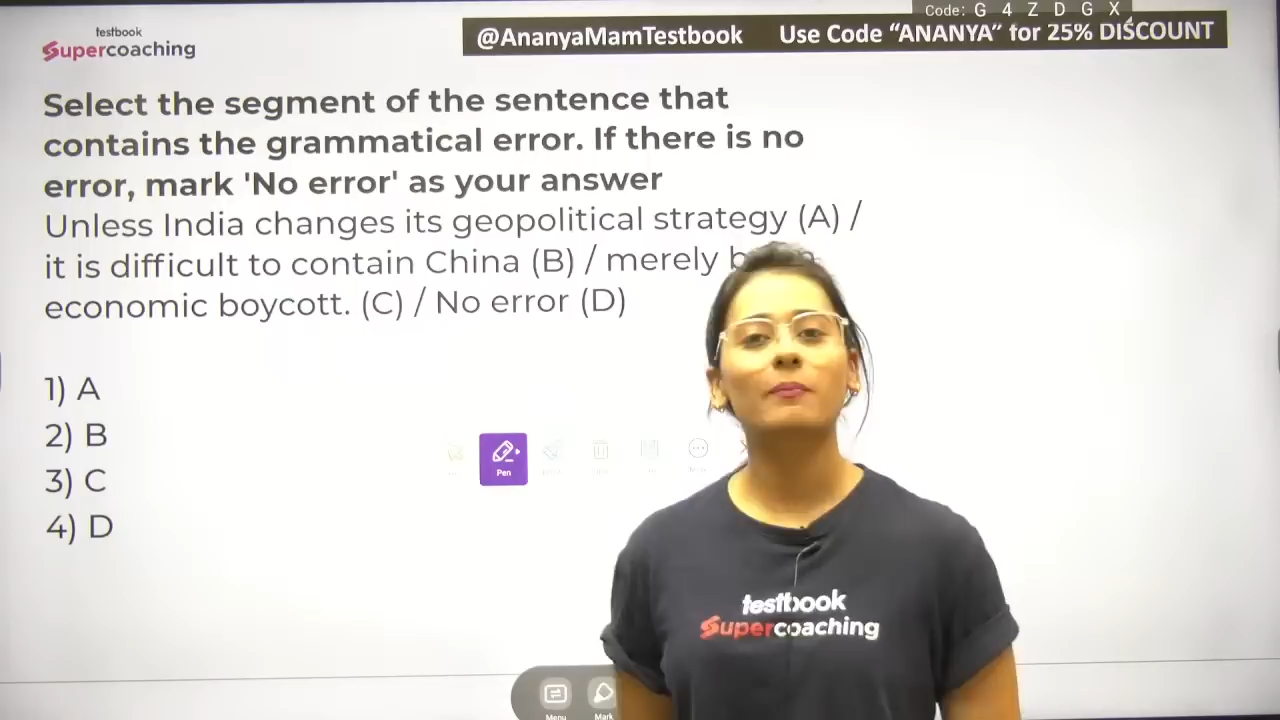 Code: G 4 Z D G X
testbook
Supercoaching
@AnanyaMamTestbook Use Code “ANANYA” for 25% DISCOUNT
Select the segment of the sentence that
contains the grammatical error. If there is no
error, mark 'No error' as your answer
Unless India changes its geopolitical strategy (A) /
it is difficult to contain China (B) / merely
economic boycott. (C) / No error (D)
1) A
2) B
3) C
4) D
Pen
testbook
Supercoaching
Menu Mark